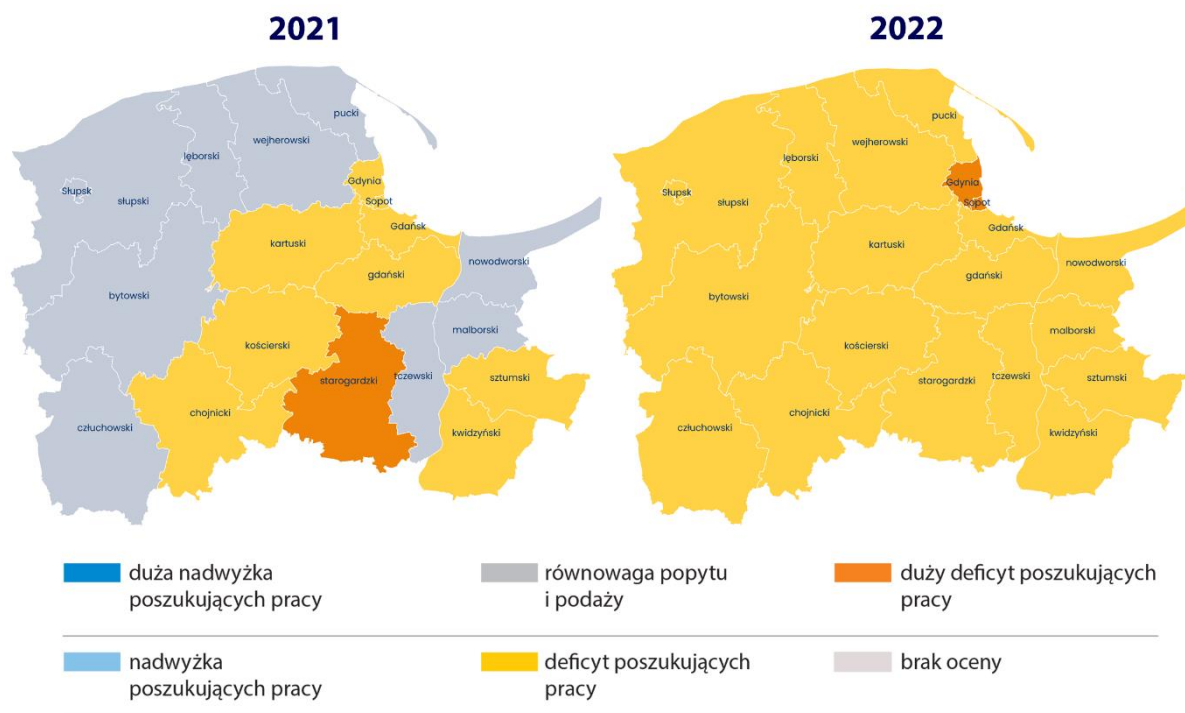 2021
2022
pucki
wejherowski
lęborski
Gdynia
Słupsk
słupski
Sopot
Gdańsk
kartuski
nowodworski
gdański
bytowski
malborski
kościerski
sztumski
starogardzki
tczewski
chojnicki
człuchowski
kwidzyński
pucki
wejherowski
lęborski
Gdynia
Słupsk
słupski
Sopot
Gdańsk
kartuski
nowodworski
gdański
bytowski
malborski
kościerski
tczewski
sztumski
starogardzki
chojnicki
człuchowski
kwidzyński
duża nadwyżka
poszukujących pracy
równowaga popytu
i podaży
duży deficyt poszukujących
pracy
nadwyżka
poszukujących pracy
deficyt poszukujących
pracy
brak oceny